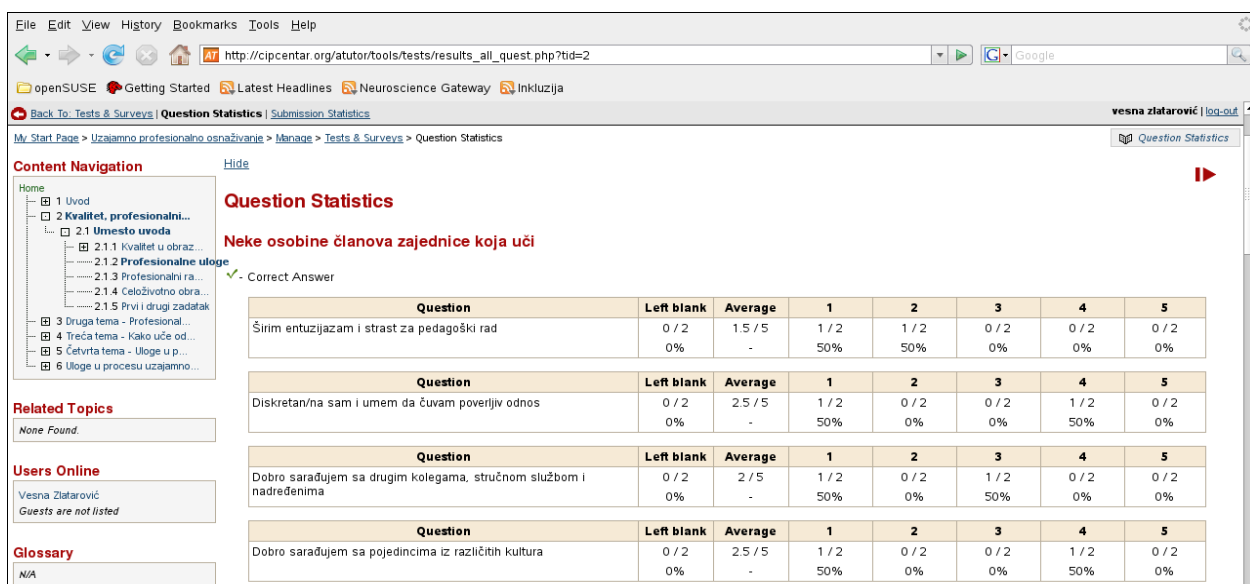 File Edit View History Bookmarks Tools Help
http://cipcentar.org/atutor/tools/tests/results_all_quest.php?tid=2
G Google
openSUSE Getting Started Latest Headlines Neuroscience Gateway Inkluzija
Back To: Tests & Surveys | Question Statistics | Submission Statistics vesna zlatarović | log-out
My Start Page > Uzajamno profesionalno osnaživanje > Manage > Tests & Surveys > Question Statistics Question Statistics
Content Navigation
Home
1 Uvod
2 Kvalitet, profesionalni...
2.1 Umesto uvoda
2.1.1 Kvalitet u obraz...
2.1.2 Profesionalne uloge
2.1.3 Profesionalni ra...
2.1.4 Celoživotno obra...
2.1.5 Prvi i drugi zadatak
3 Druga tema - Profesional...
4 Treća tema - Kako uče od...
5 Četvrta tema - Uloge u p...
6 Uloge u procesu uzajamno...
Related Topics
None Found.
Users Online
Vesna Zlatarović
Guests are not listed
Glossary
N/A
Hide
Question Statistics
Neke osobine članova zajednice koja uči
- Correct Answer
Question Left blank Average 1 2 3 4 5
Širim entuzijazam i strast za pedagoški rad 0 / 2 1.5 / 5 1 / 2 1 / 2 0 / 2 0 / 2 0 / 2
0% - 50% 50% 0% 0% 0%
Question Left blank Average 1 2 3 4 5
Diskretan/na sam i umem da čuvam poverljiv odnos 0 / 2 2.5 / 5 1 / 2 0 / 2 0 / 2 1 / 2 0 / 2
0% - 50% 0% 0% 50% 0%
Question Left blank Average 1 2 3 4 5
Dobro sarađujem sa drugim kolegama, stručnom službom i 0 / 2 2 / 5 1 / 2 0 / 2 1 / 2 0 / 2 0 / 2
nadređenima 0% - 50% 0% 50% 0% 0%
Question Left blank Average 1 2 3 4 5
Dobro sarađujem sa pojedincima iz različitih kultura 0 / 2 2.5 / 5 1 / 2 0 / 2 0 / 2 1 / 2 0 / 2
0% - 50% 0% 0% 50% 0%